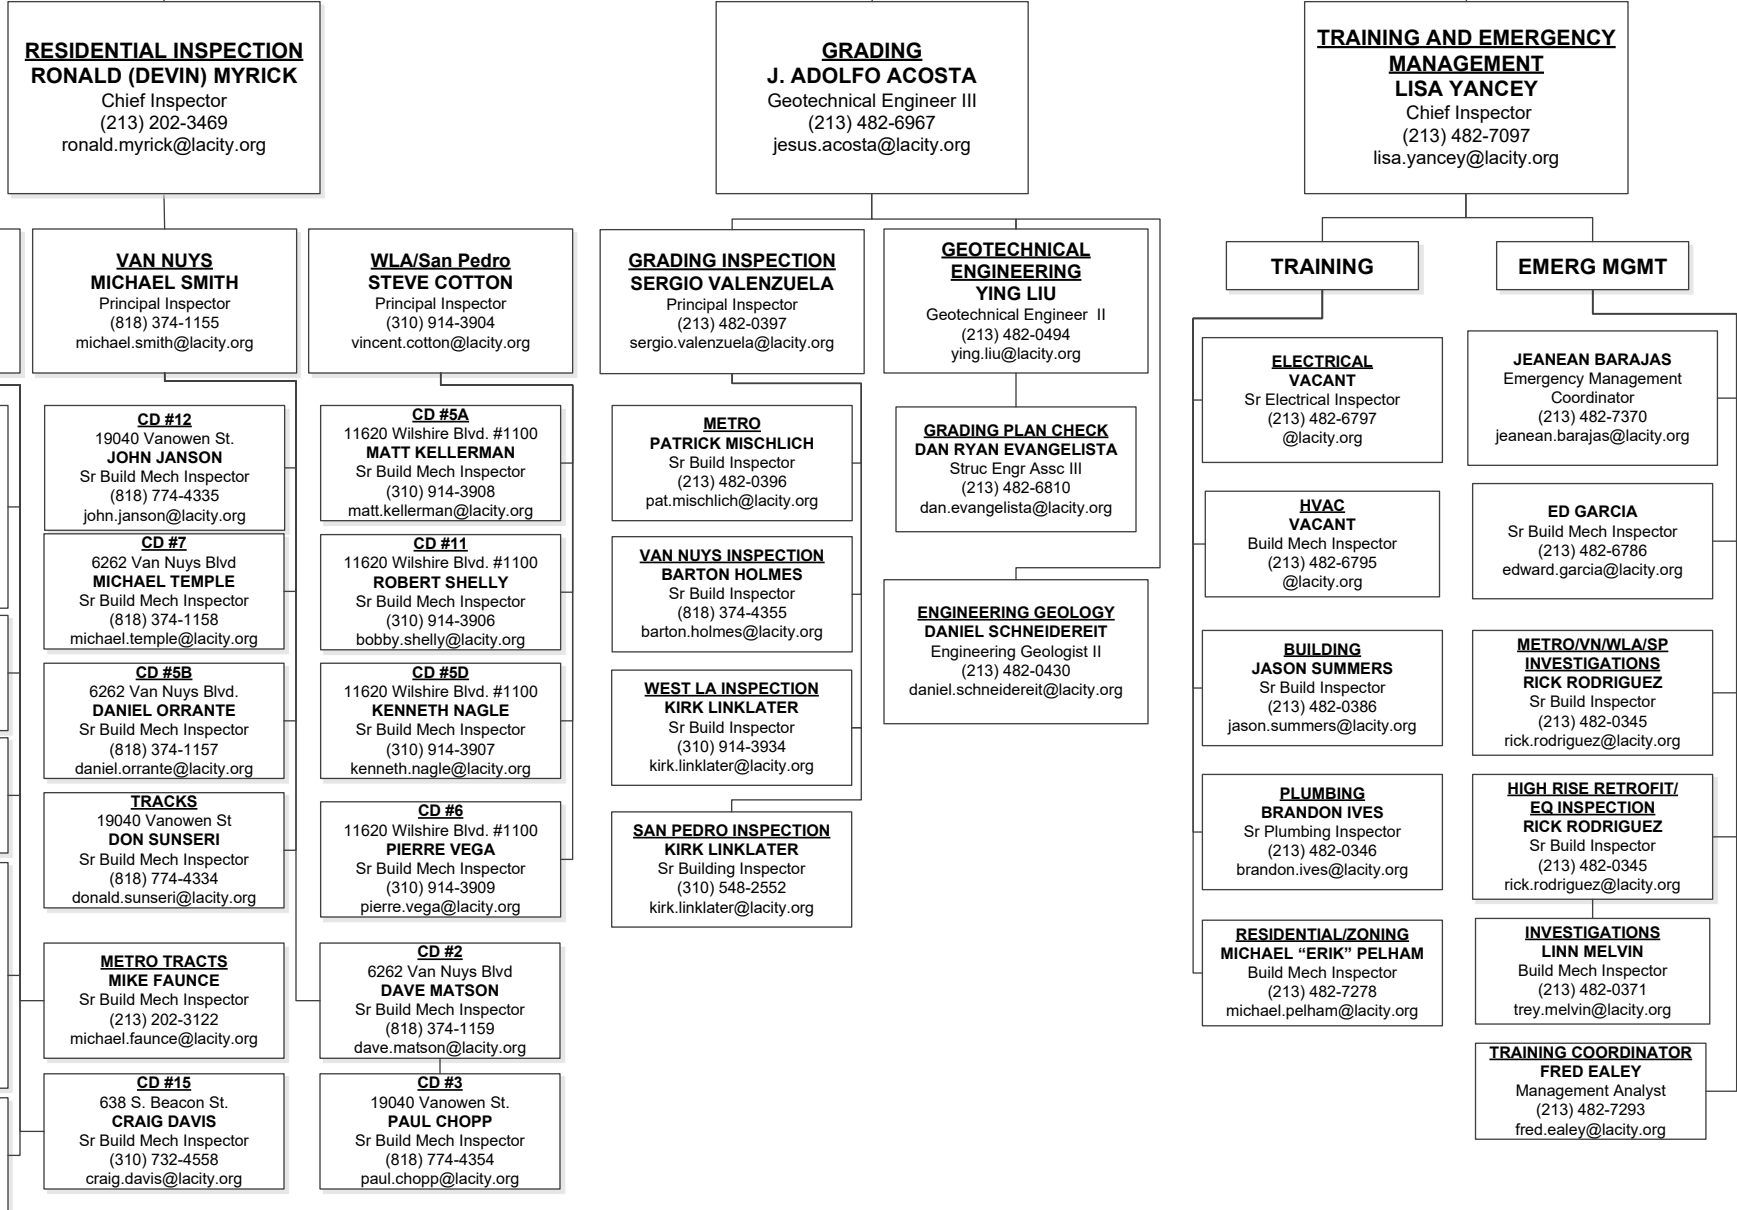 RESIDENTIAL INSPECTION
RONALD (DEVIN) MYRICK
Chief Inspector
(213) 202-3469
ronald.myrick@lacity.org
GRADING
J. ADOLFO ACOSTA
Geotechnical Engineer III
(213) 482-6967
jesus.acosta@lacity.org
TRAINING AND EMERGENCY
MANAGEMENT
LISA YANCEY
Chief Inspector
(213) 482-7097
lisa.yancey@lacity.org
VAN NUYS
MICHAEL SMITH
Principal Inspector
(818) 374-1155
michael.smith@lacity.org
WLA/San Pedro
STEVE COTTON
Principal Inspector
(310) 914-3904
vincent.cotton@lacity.org
GRADING INSPECTION
SERGIO VALENZUELA
Principal Inspector
(213) 482-0397
sergio.valenzuela@lacity.org
GEOTECHNICAL
ENGINEERING
YING LIU
Geotechnical Engineer  II
(213) 482-0494
ying.liu@lacity.org
TRAINING
EMERG MGMT
CD #12
19040 Vanowen St.
JOHN JANSON
Sr Build Mech Inspector
(818) 774-4335
john.janson@lacity.org
CD #7
6262 Van Nuys Blvd
MICHAEL TEMPLE
Sr Build Mech Inspector
(818) 374-1158
michael.temple@lacity.org
CD #5B
6262 Van Nuys Blvd.
DANIEL ORRANTE
Sr Build Mech Inspector
(818) 374-1157
daniel.orrante@lacity.org
TRACKS
19040 Vanowen St
DON SUNSERI
Sr Build Mech Inspector
(818) 774-4334
donald.sunseri@lacity.org
METRO TRACTS
MIKE FAUNCE
Sr Build Mech Inspector
(213) 202-3122
michael.faunce@lacity.org
CD #15
638 S. Beacon St.
CRAIG DAVIS
Sr Build Mech Inspector
(310) 732-4558
craig.davis@lacity.org
CD #5A
11620 Wilshire Blvd. #1100
MATT KELLERMAN
Sr Build Mech Inspector
(310) 914-3908
matt.kellerman@lacity.org
CD #11
11620 Wilshire Blvd. #1100
ROBERT SHELLY
Sr Build Mech Inspector
(310) 914-3906
bobby.shelly@lacity.org
CD #5D
11620 Wilshire Blvd. #1100
KENNETH NAGLE
Sr Build Mech Inspector
(310) 914-3907
kenneth.nagle@lacity.org
CD #6
11620 Wilshire Blvd. #1100
PIERRE VEGA
Sr Build Mech Inspector
(310) 914-3909
pierre.vega@lacity.org
CD #2
6262 Van Nuys Blvd
DAVE MATSON
Sr Build Mech Inspector
(818) 374-1159
dave.matson@lacity.org
CD #3
19040 Vanowen St.
PAUL CHOPP
Sr Build Mech Inspector
(818) 774-4354
paul.chopp@lacity.org
METRO
PATRICK MISCHLICH
Sr Build Inspector
(213) 482-0396
pat.mischlich@lacity.org
VAN NUYS INSPECTION
BARTON HOLMES
Sr Build Inspector
(818) 374-4355
barton.holmes@lacity.org
WEST LA INSPECTION
KIRK LINKLATER
Sr Build Inspector
(310) 914-3934
kirk.linklater@lacity.org
SAN PEDRO INSPECTION
KIRK LINKLATER
Sr Building Inspector
(310) 548-2552
kirk.linklater@lacity.org
GRADING PLAN CHECK
DAN RYAN EVANGELISTA
Struc Engr Assc III
(213) 482-6810
dan.evangelista@lacity.org
ENGINEERING GEOLOGY
DANIEL SCHNEIDEREIT
Engineering Geologist II
(213) 482-0430
daniel.schneidereit@lacity.org
ELECTRICAL
VACANT
Sr Electrical Inspector
(213) 482-6797
@lacity.org
HVAC
VACANT
Build Mech Inspector
(213) 482-6795
@lacity.org
BUILDING
JASON SUMMERS
Sr Build Inspector
(213) 482-0386
jason.summers@lacity.org
PLUMBING
BRANDON IVES
Sr Plumbing Inspector
(213) 482-0346
brandon.ives@lacity.org
RESIDENTIAL/ZONING
MICHAEL “ERIK” PELHAM
Build Mech Inspector
(213) 482-7278
michael.pelham@lacity.org
JEANEAN BARAJAS
Emergency Management
Coordinator
(213) 482-7370
jeanean.barajas@lacity.org
ED GARCIA
Sr Build Mech Inspector
(213) 482-6786
edward.garcia@lacity.org
METRO/VN/WLA/SP
INVESTIGATIONS
RICK RODRIGUEZ
Sr Build Inspector
(213) 482-0345
rick.rodriguez@lacity.org
HIGH RISE RETROFIT/
EQ INSPECTION
RICK RODRIGUEZ
Sr Build Inspector
(213) 482-0345
rick.rodriguez@lacity.org
INVESTIGATIONS
LINN MELVIN
Build Mech Inspector
(213) 482-0371
trey.melvin@lacity.org
TRAINING COORDINATOR
FRED EALEY
Management Analyst
(213) 482-7293
fred.ealey@lacity.org